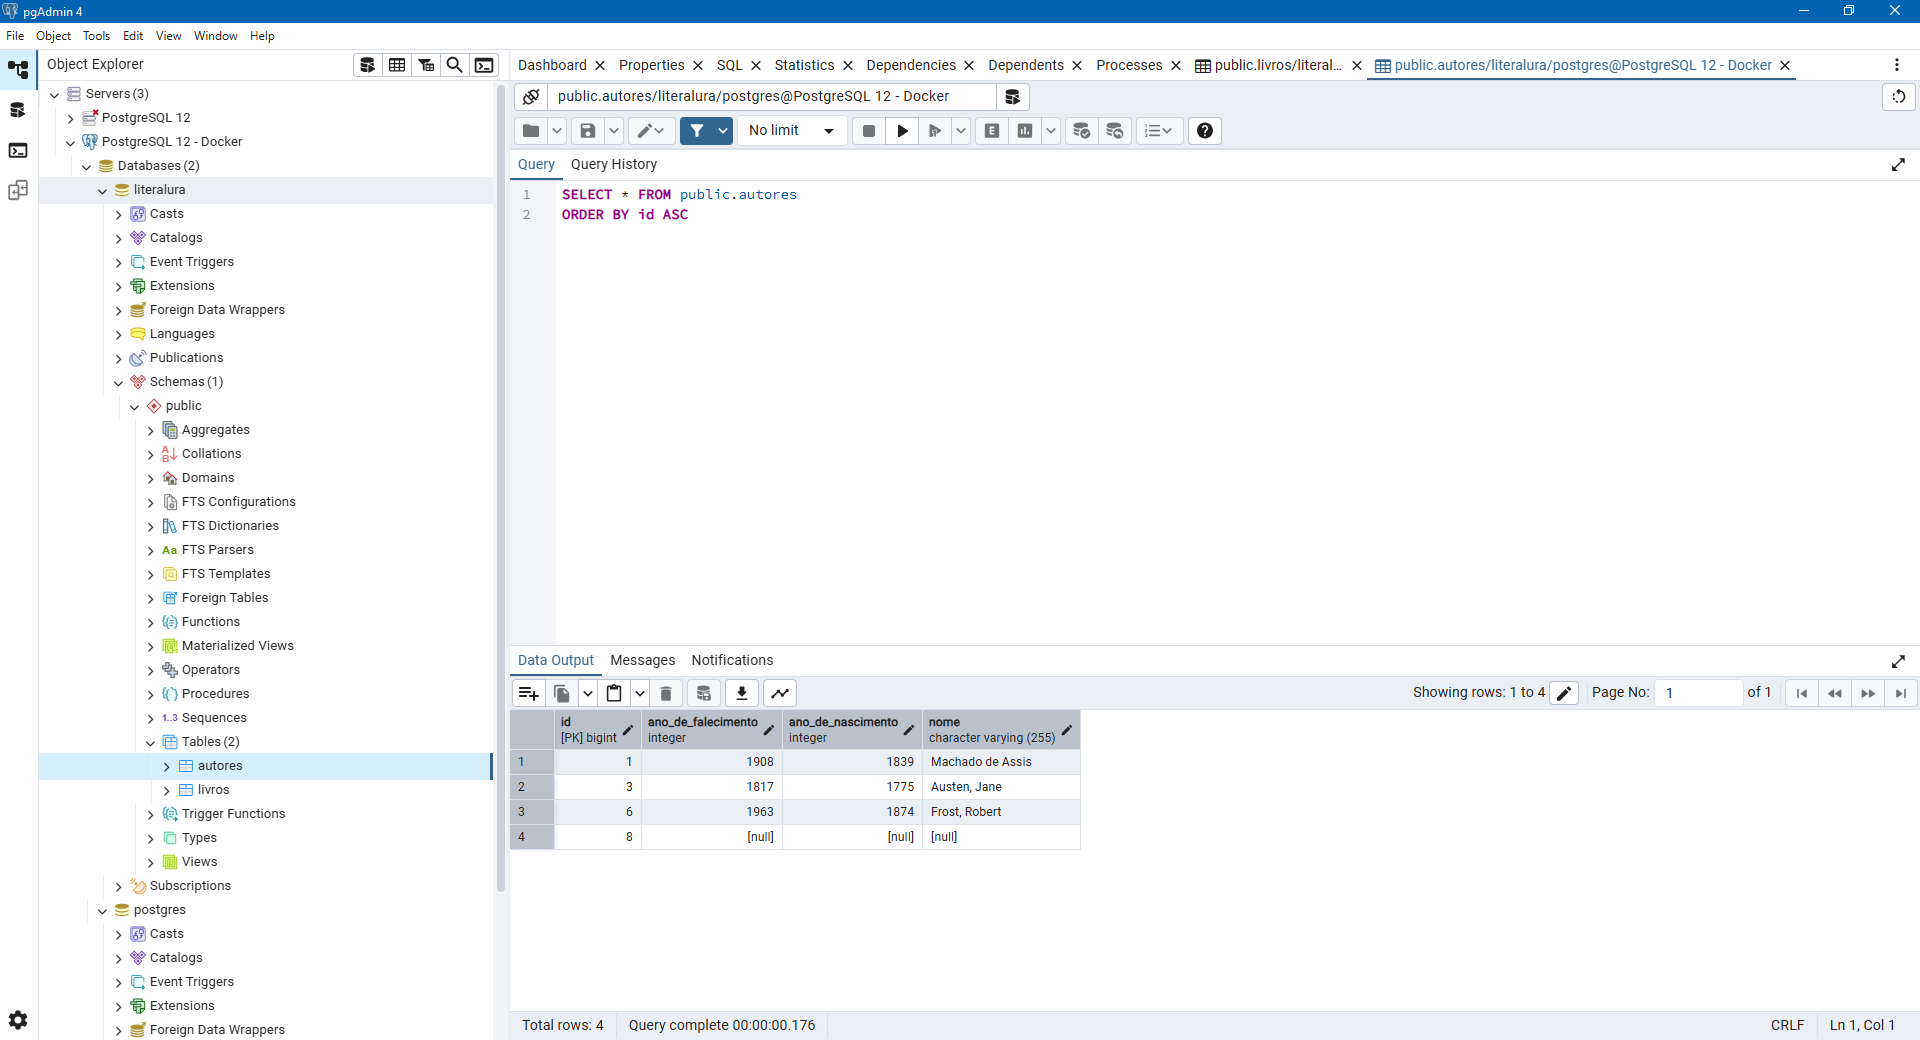 pgAdmin 4
File Object Tools Edit View Window Help
Object Explorer
Servers (3)
PostgreSQL 12
PostgreSQL 12 - Docker
Databases (2)
literalura
Casts
Catalogs
Event Triggers
Extensions
Foreign Data Wrappers
Languages
Publications
Schemas (1)
public
Aggregates
Collations
Domains
FTS Configurations
FTS Dictionaries
Aa FTS Parsers
FTS Templates
Foreign Tables
Functions
Materialized Views
Operators
Procedures
1..3 Sequences
Tables (2)
autores
livros
Trigger Functions
Types
Views
Subscriptions
postgres
Casts
Catalogs
Event Triggers
Extensions
Foreign Data Wrappers
Dashboard Properties SQL Statistics Dependencies Dependents Processes public.livros/literal... public.autores/literalura/postgres@PostgreSQL 12 - Docker
public.autores/literalura/postgres@PostgreSQL 12 - Docker
No limit E
Query Query History
1 SELECT * FROM public.autores
2 ORDER BY id ASC
Data Output Messages Notifications
Showing rows: 1 to 4 Page No: 1 of 1
id ano_de_falecimento ano_de_nascimento nome
[PK] bigint integer integer character varying (255)
1 1 1908 1839 Machado de Assis
2 3 1817 1775 Austen, Jane
3 6 1963 1874 Frost, Robert
4 8 [null] [null] [null]
Total rows: 4 Query complete 00:00:00.176 CRLF Ln 1, Col 1